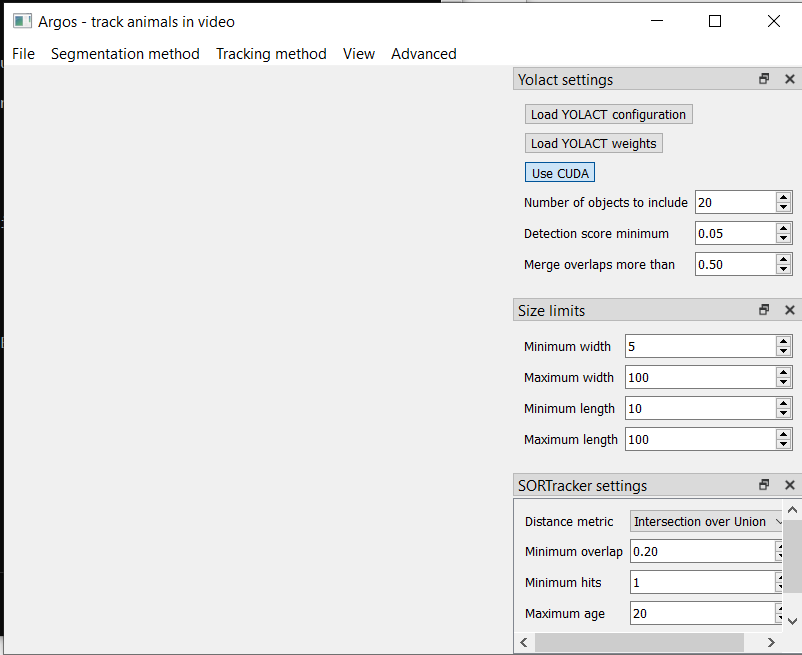 Argos - track animals in video
File Segmentation method Tracking method View Advanced
Yolact settings
Load YOLACT configuration
Load YOLACT weights
Use CUDA
Number of objects to include 20
Detection score minimum 0.05
Merge overlaps more than 0.50
Size limits
Minimum width 5
Maximum width 100
Minimum length 10
Maximum length 100
SORTracker settings
Distance metric Intersection over Union
Minimum overlap 0.20
Minimum hits 1
Maximum age 20